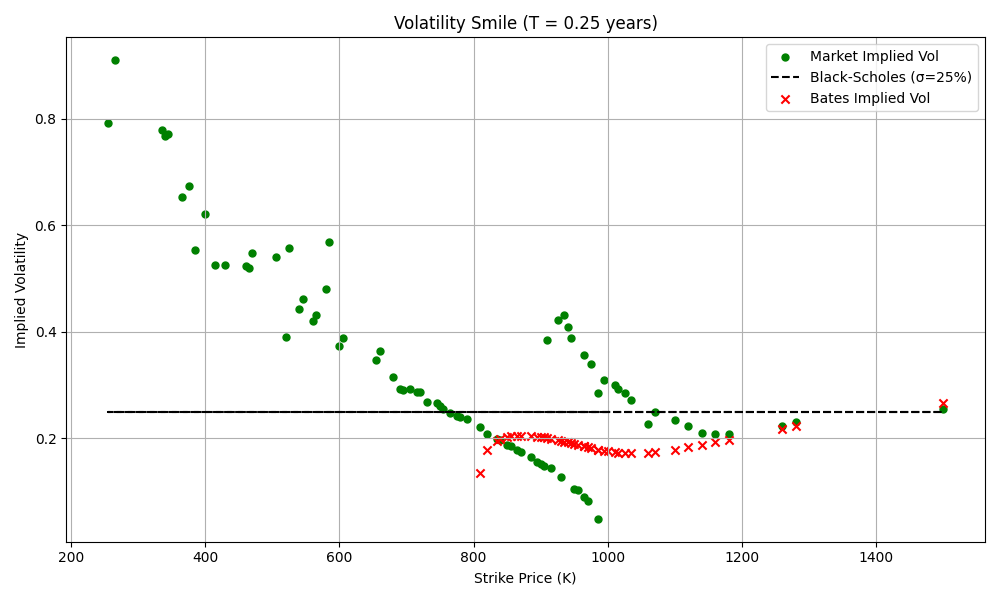 Volatility Smile (T = 0.25 years)
Market Implied Vol
Black-Scholes (σ=25%)
Bates Implied Vol
Implied Volatility
0.8
0.6
0.4
0.2
200 400 600 800 1000 1200 1400
Strike Price (K)